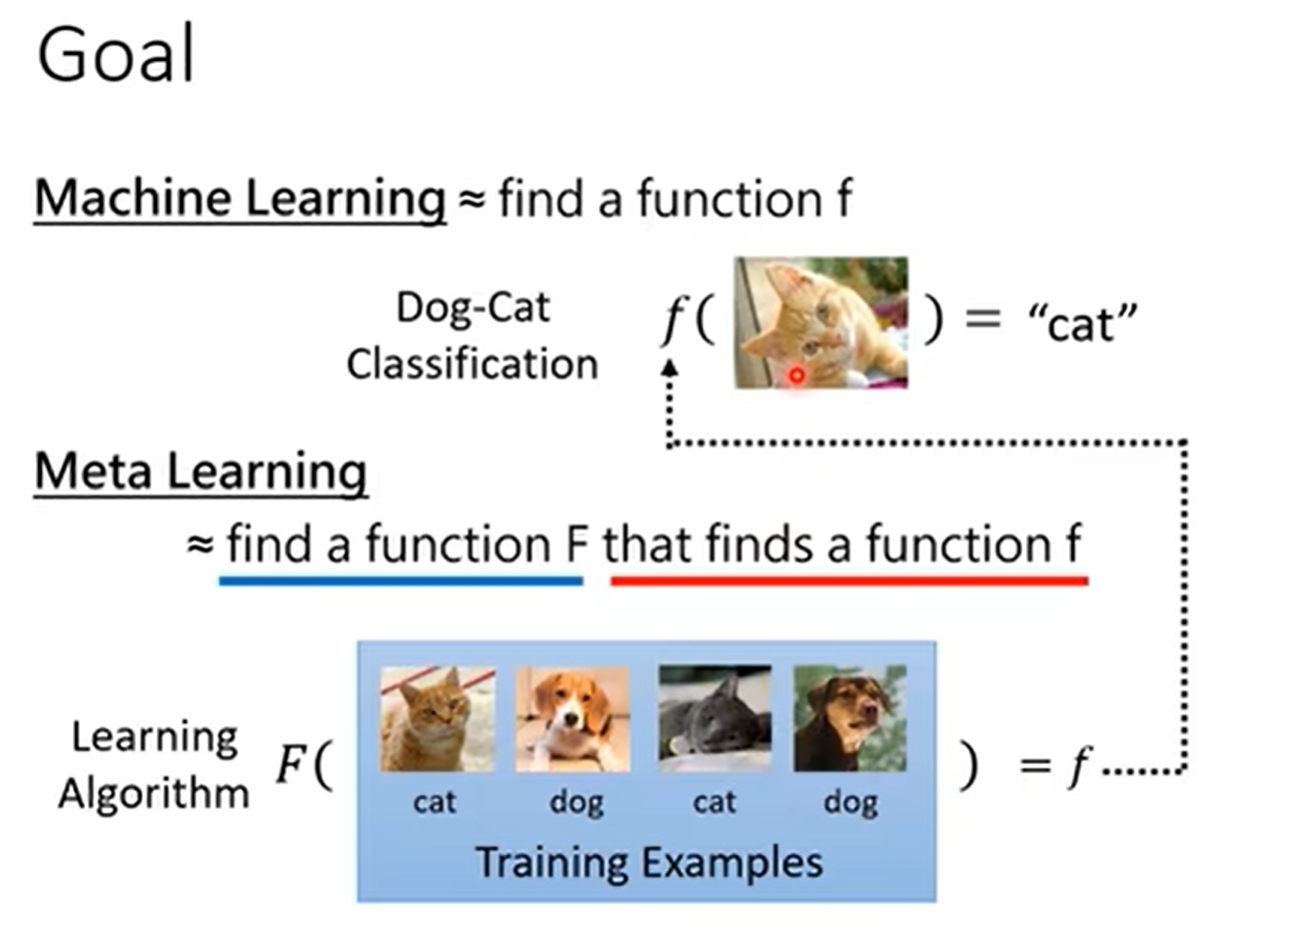 Goal
Machine Learning ≈ find a function f
Dog-Cat
Classification
f( ) = “cat”
Meta Learning
≈ find a function F that finds a function f
Learning
Algorithm
F( ) = f
cat dog cat dog
Training Examples